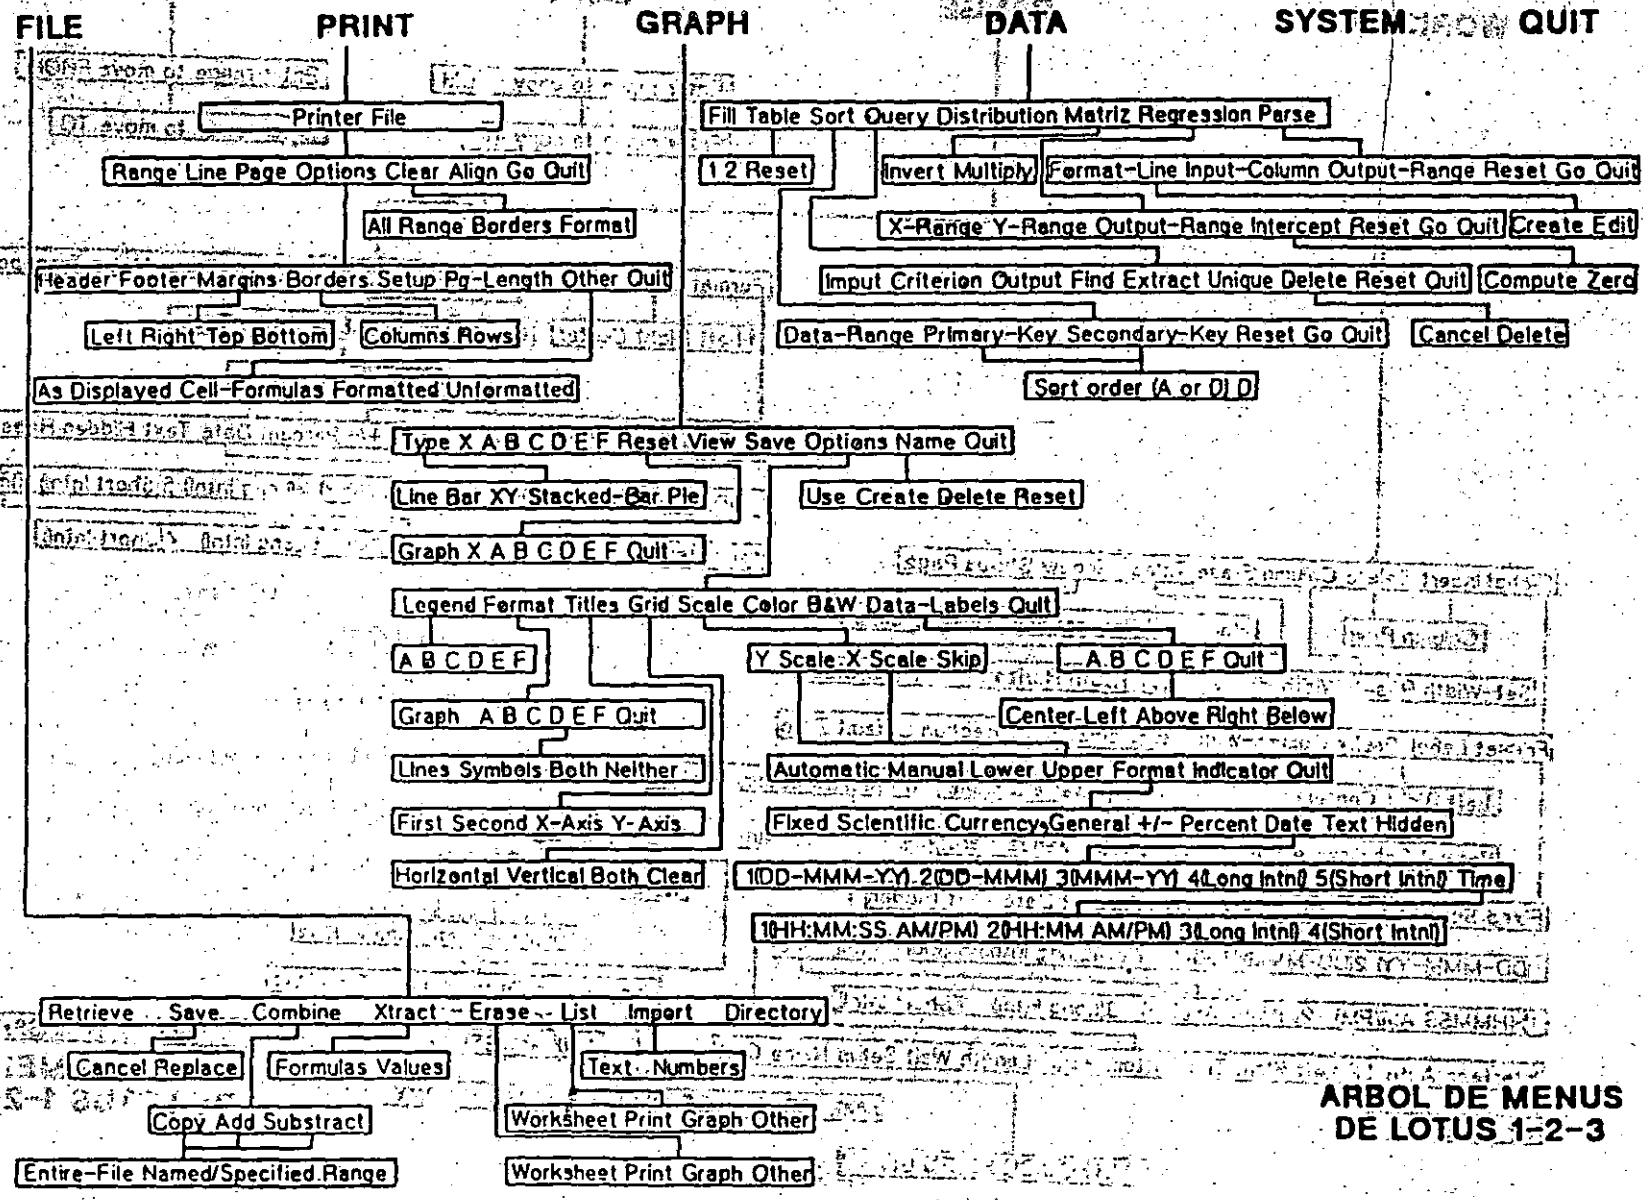 FILE PRINT GRAPH DATA SYSTEM QUIT
Printer File
Fill Table Sort Query Distribution Matriz Regression Parse
Range Line Page Options Clear Align Go Quit
1 2 Reset
Invert Multiply
Format-Line Input-Column Output-Range Reset Go Quit
All Range Borders Format
X-Range Y-Range Output-Range Intercept Reset Go Quit
Create Edit
Header Footer Margins Borders Setup Pg-Length Other Quit
Imput Criterion Output Find Extract Unique Delete Reset Quit
Compute Zero
Left Right Top Bottom
Columns Rows
Data-Range Primary-Key Secondary-Key Reset Go Quit
Cancel Delete
As Displayed Cell-Formulas Formatted Unformatted
Sort order (A or D) D
Type X A B C D E F Reset View Save Options Name Quit
Line Bar XY Stacked-Bar Pie
Use Create Delete Reset
Graph X A B C D E F Quit
Legend Format Titles Grid Scale Color B&W Data-Labels Quit
A B C D E F
Y Scale X Scale Skip
A B C D E F Quit
Graph A B C D E F Quit
Center Left Above Right Below
Lines Symbols Both Neither
Automatic Manual Lower Upper Format Indicator Quit
First Second X-Axis Y-Axis
Fixed Scientific Currency General +/- Percent Date Text Hidden
Horizontal Vertical Both Clear
1(DD-MMM-YY) 2(DD-MMM) 3(MMM-YY) 4(Long Intnl) 5(Short Intnl) Time
1(HH:MM:SS AM/PM) 2(HH:MM AM/PM) 3(Long Intnl) 4(Short Intnl)
Retrieve Save Combine Xtract Erase List Import Directory
Cancel Replace
Formulas Values
Text Numbers
Copy Add Substract
Worksheet Print Graph Other
Entire-File Named/Specified Range
Worksheet Print Graph Other
ARBOL DE MENUS
DE LOTUS 1-2-3